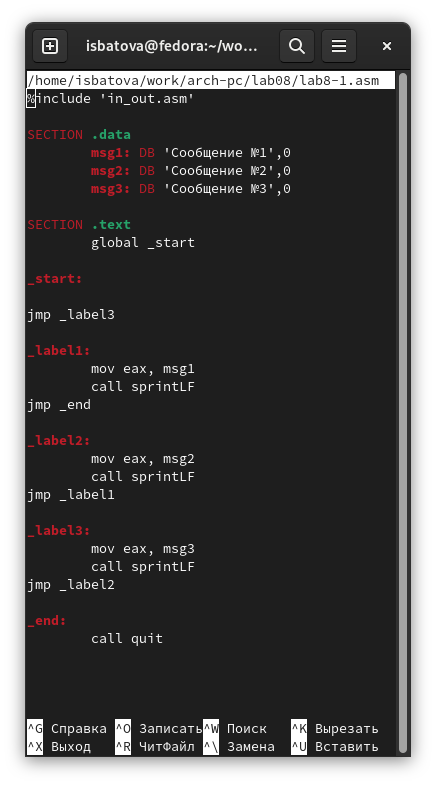 isbatova@fedora:~/wo...
/home/isbatova/work/arch-pc/lab08/lab8-1.asm
%include 'in_out.asm'
SECTION .data
msg1: DB 'Сообщение №1',0
msg2: DB 'Сообщение №2',0
msg3: DB 'Сообщение №3',0
SECTION .text
global _start
_start:
jmp _label3
_label1:
mov eax, msg1
call sprintLF
jmp _end
_label2:
mov eax, msg2
call sprintLF
jmp _label1
_label3:
mov eax, msg3
call sprintLF
jmp _label2
_end:
call quit
^G Справка ^O Записать ^W Поиск ^K Вырезать
^X Выход ^R ЧитФайл ^\ Замена ^U Вставить